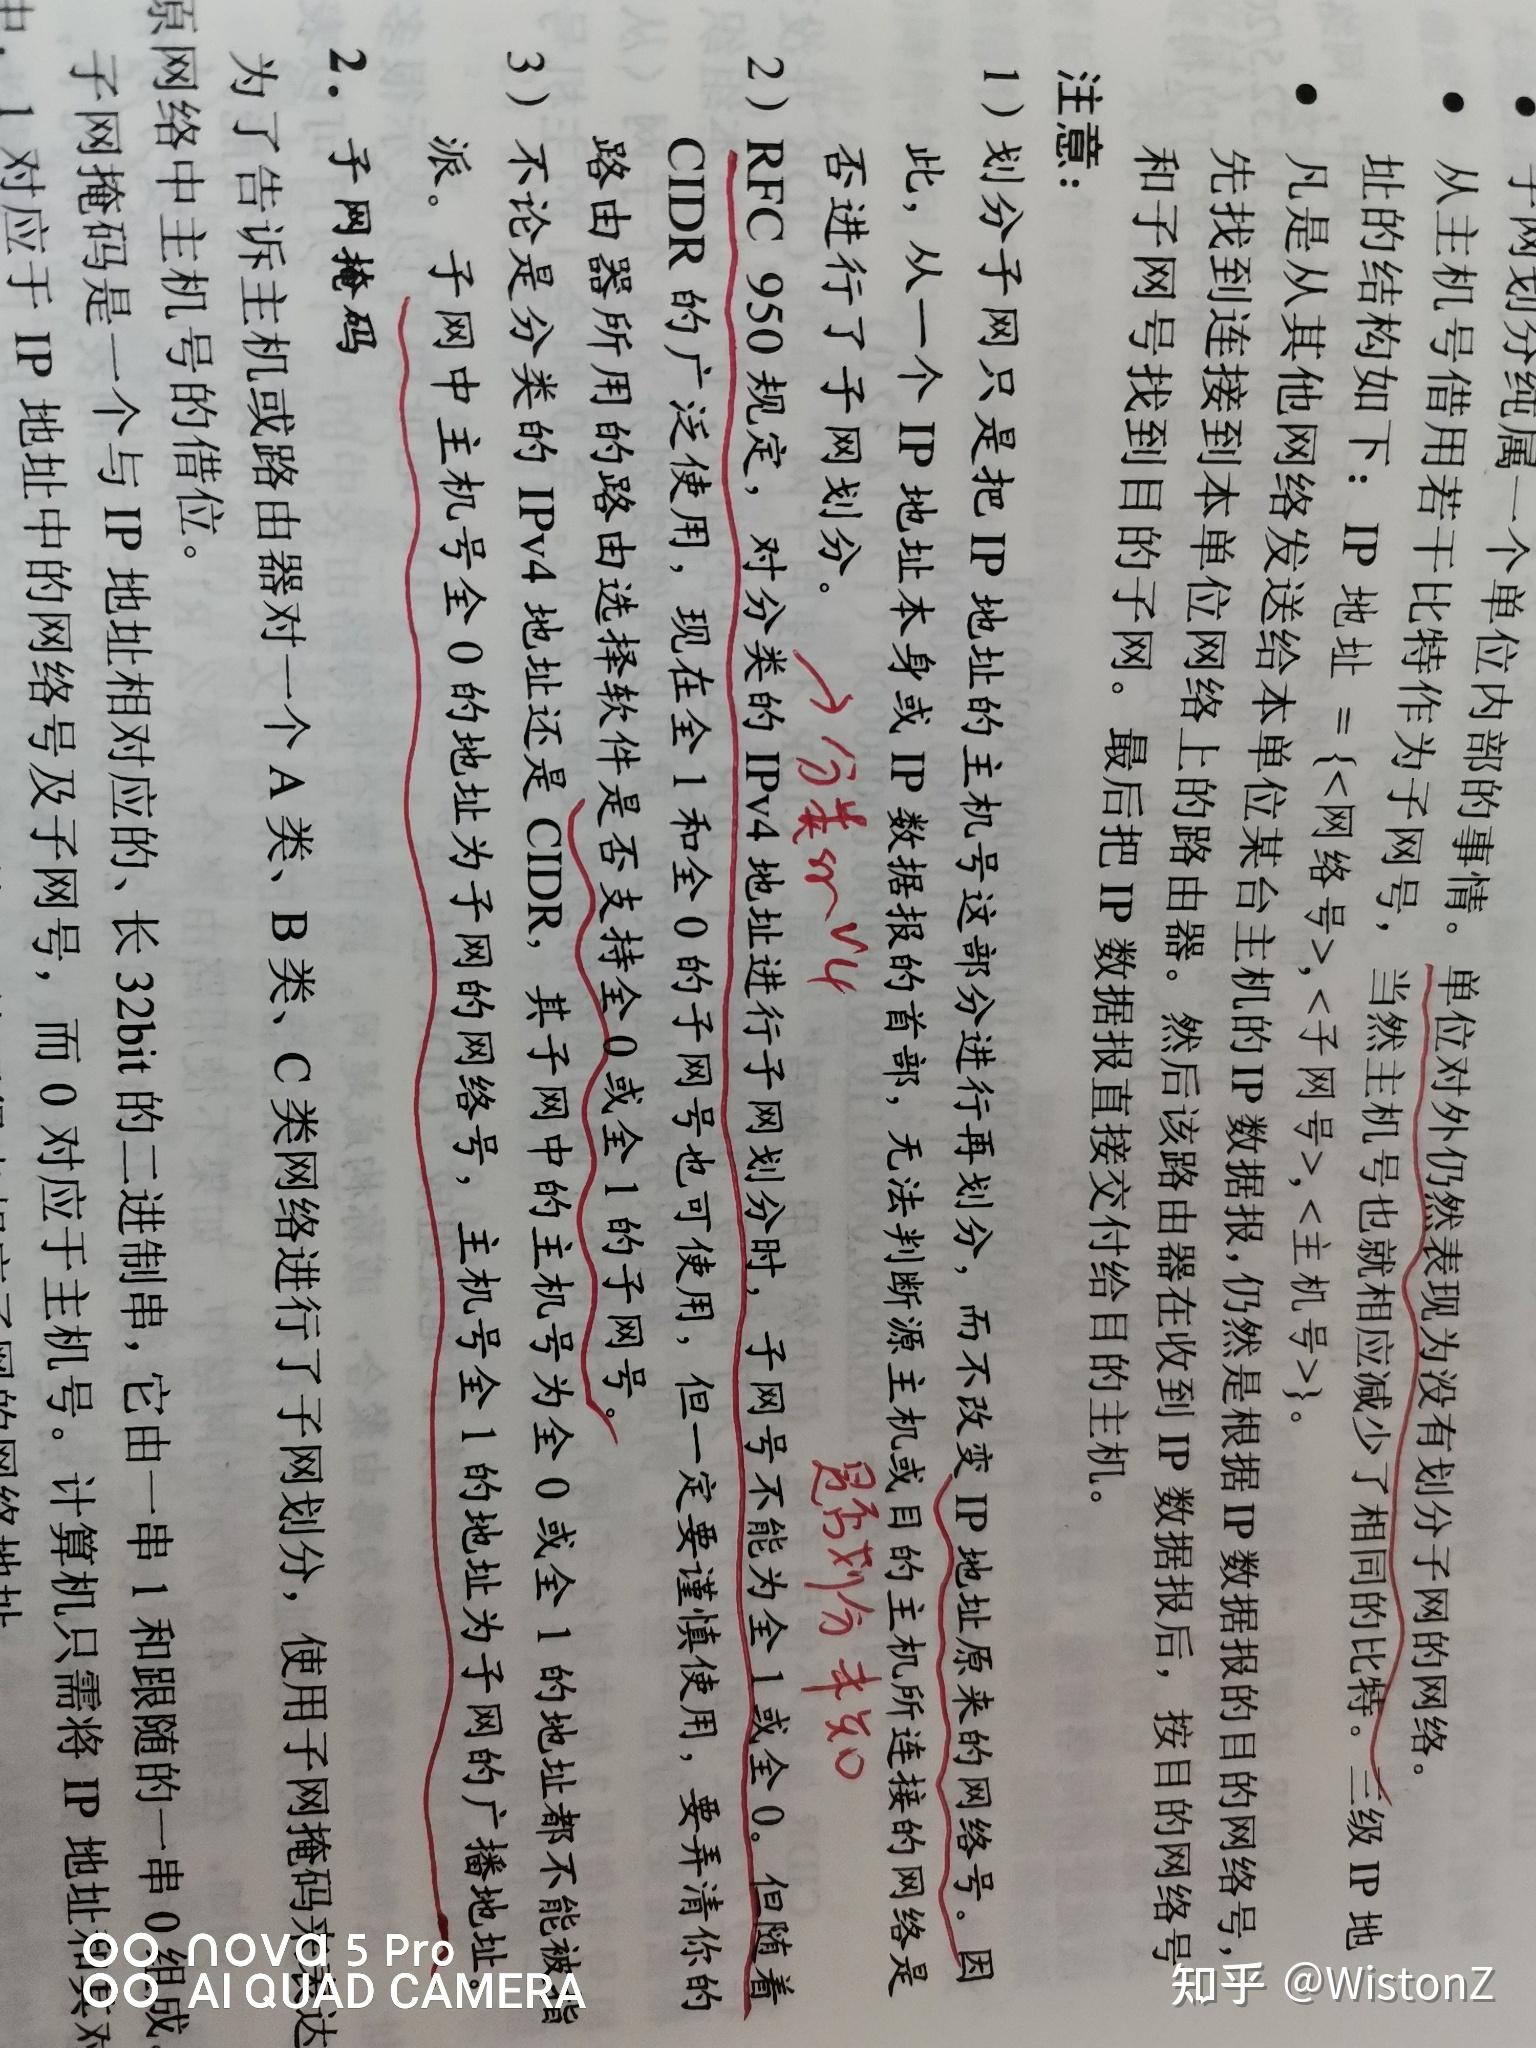 子网划分纯属一个单位内部的事情。单位对外仍然表现为没有划分子网的网络。
从主机号借用若干比特作为子网号，当然主机号也就相应减少了相同的比特。三级 IP 地
址的结构如下：IP 地址 = {<网络号>, <子网号>, <主机号>}。
凡是从其他网络发送给本单位某台主机的 IP 数据报，仍然是根据 IP 数据报的目的网络号，
先找到连接到本单位网络上的路由器。然后该路由器在收到 IP 数据报后，按目的网络号
和子网号找到目的子网。最后把 IP 数据报直接交付给目的主机。
注意：
1）划分子网只是把 IP 地址的主机号这部分进行再划分，而不改变 IP 地址原来的网络号。因
此，从一个 IP 地址本身或 IP 数据报的首部，无法判断源主机或目的主机所连接的网络是
否进行了子网划分。
→分类 v4
是否划分 未知
2）RFC 950 规定，对分类的 IPv4 地址进行子网划分时，子网号不能为全 1 或全 0。但随着
CIDR 的广泛使用，现在全 1 和全 0 的子网号也可使用，但一定要谨慎使用，要弄清你的
路由器所用的路由选择软件是否支持全 0 或全 1 的子网号。
3）不论是分类的 IPv4 地址还是 CIDR，其子网中的主机号为全 0 或全 1 的地址都不能被指
派。子网中主机号全 0 的地址为子网的网络号，主机号全 1 的地址为子网的广播地址。
2．子网掩码
为了告诉主机或路由器对一个 A 类、B 类、C 类网络进行了子网划分，使用子网掩码来表达
原网络中主机号的借位。
子网掩码是一个与 IP 地址相对应的、长 32bit 的二进制串，它由一串 1 和跟随的一串 0 组成。
中，1 对应于 IP 地址中的网络号及子网号，而 0 对应于主机号。计算机只需将 IP 地址和其对
nova 5 Pro
AI QUAD CAMERA
知乎 @WistonZ